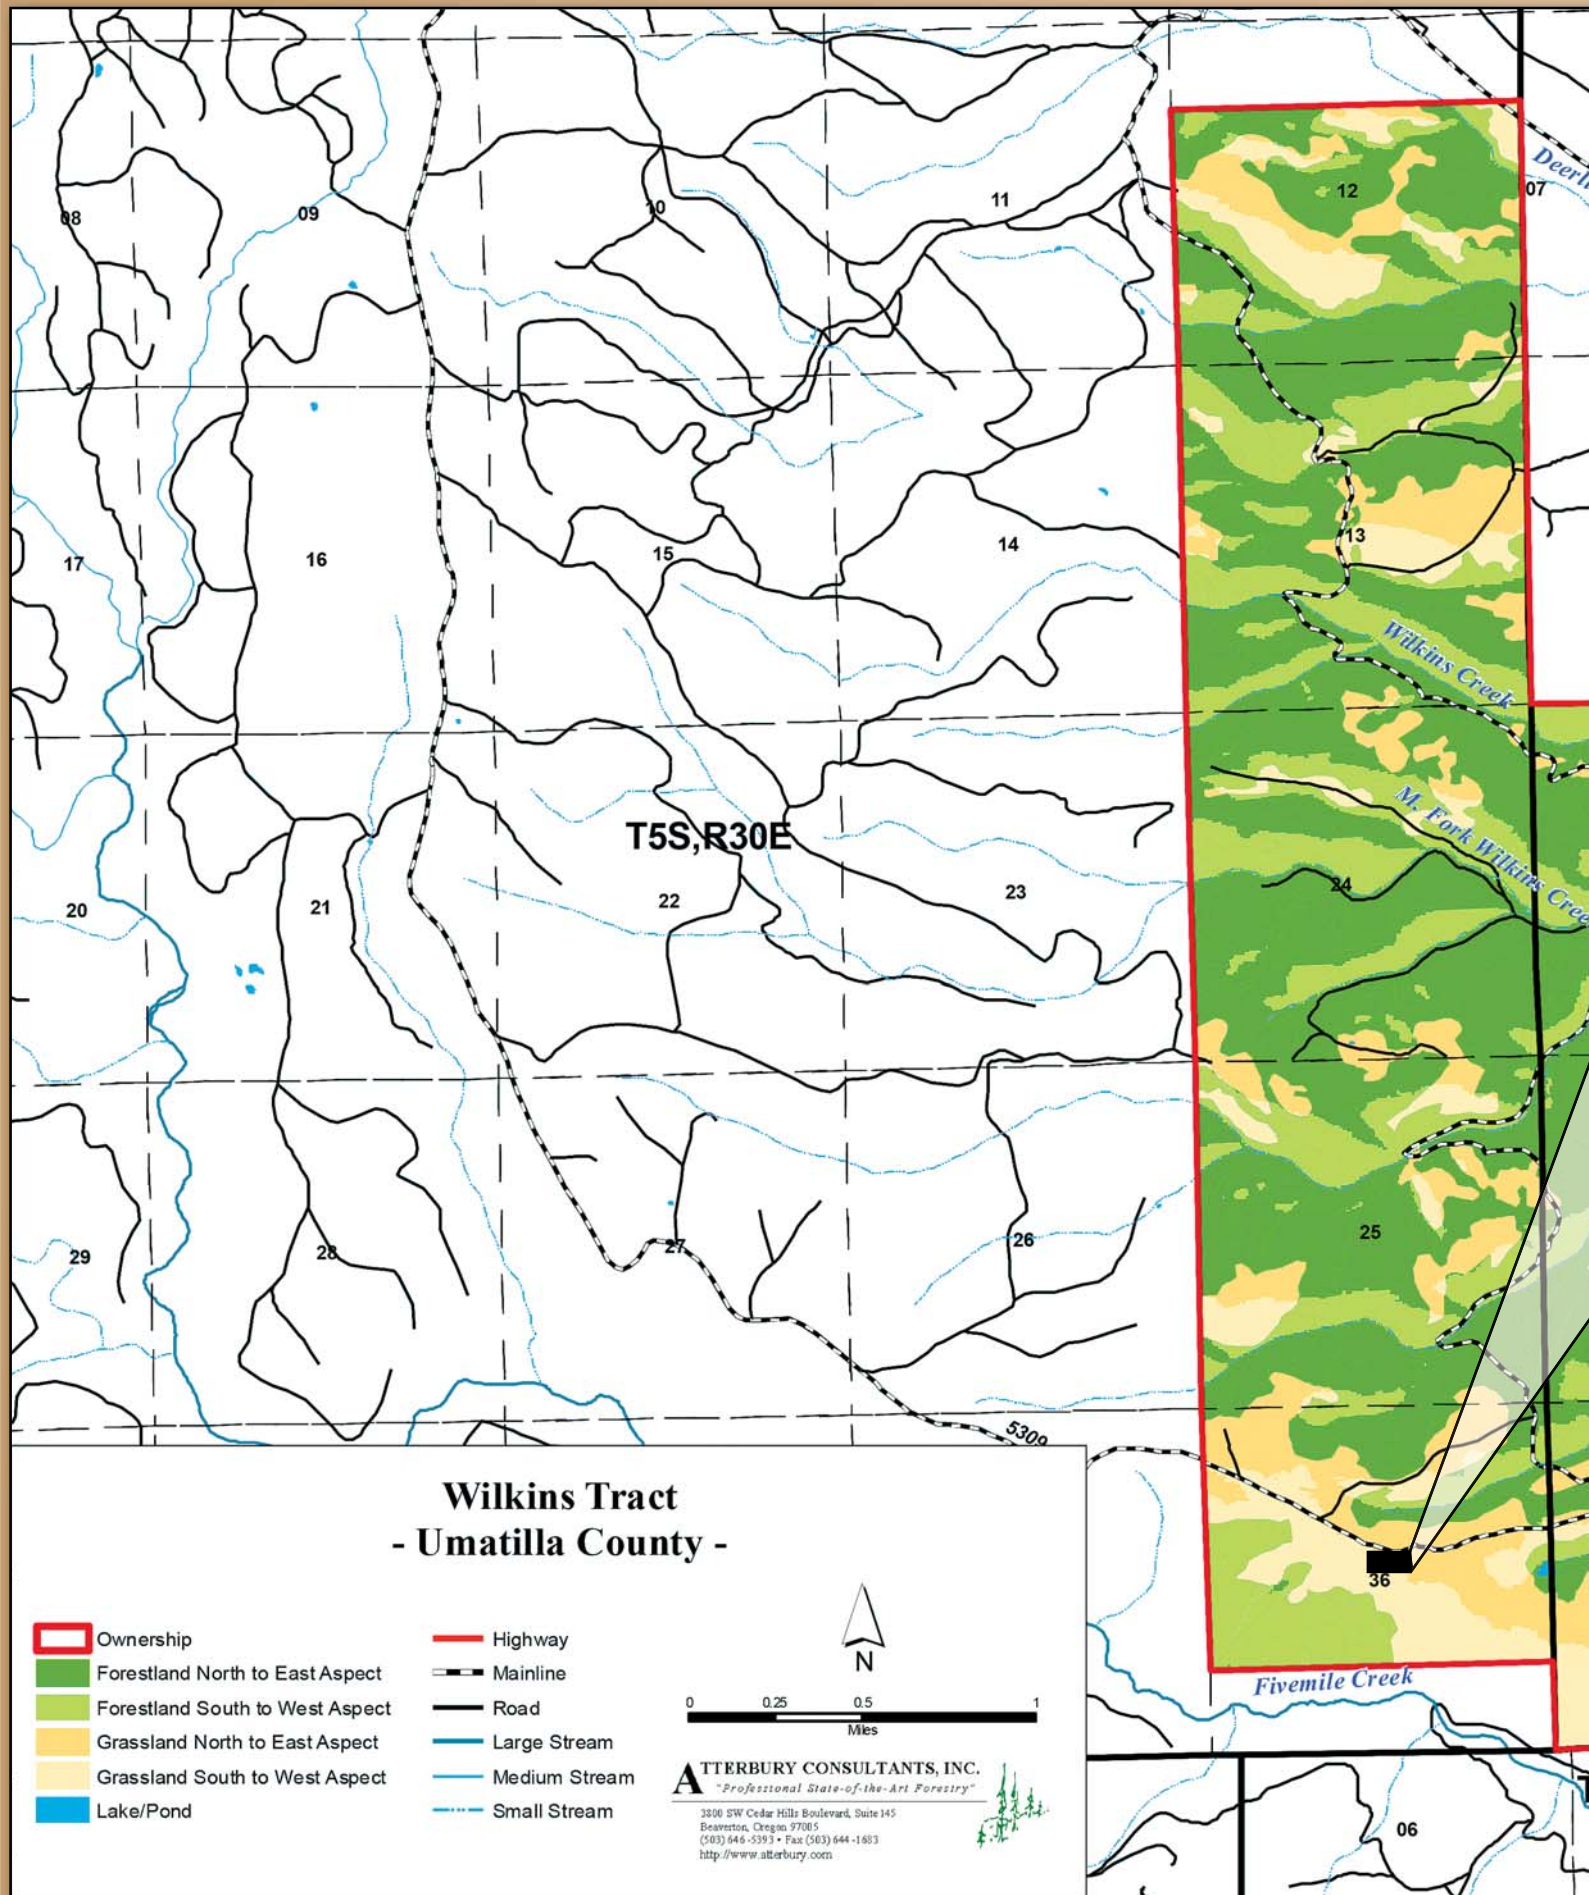 12
07
08
09
10
11
Deerli
17
16
15
14
13
Wilkins Creek
T5S,R30E
M. Fork Wilkins Cree
20
21
22
23
24
29
28
27
26
25
5309
36
Fivemile Creek
06
Wilkins Tract
- Umatilla County -
Ownership
Forestland North to East Aspect
Forestland South to West Aspect
Grassland North to East Aspect
Grassland South to West Aspect
Lake/Pond
Highway
Mainline
Road
Large Stream
Medium Stream
Small Stream
N
0 0.25 0.5 1
Miles
ATTERBURY CONSULTANTS, INC.
"Professional State-of-the-Art Forestry"
3800 SW Cedar Hills Boulevard, Suite 145
Beaverton, Oregon 97005
(503) 646-5393 • Fax (503) 644-1683
http://www.atterbury.com